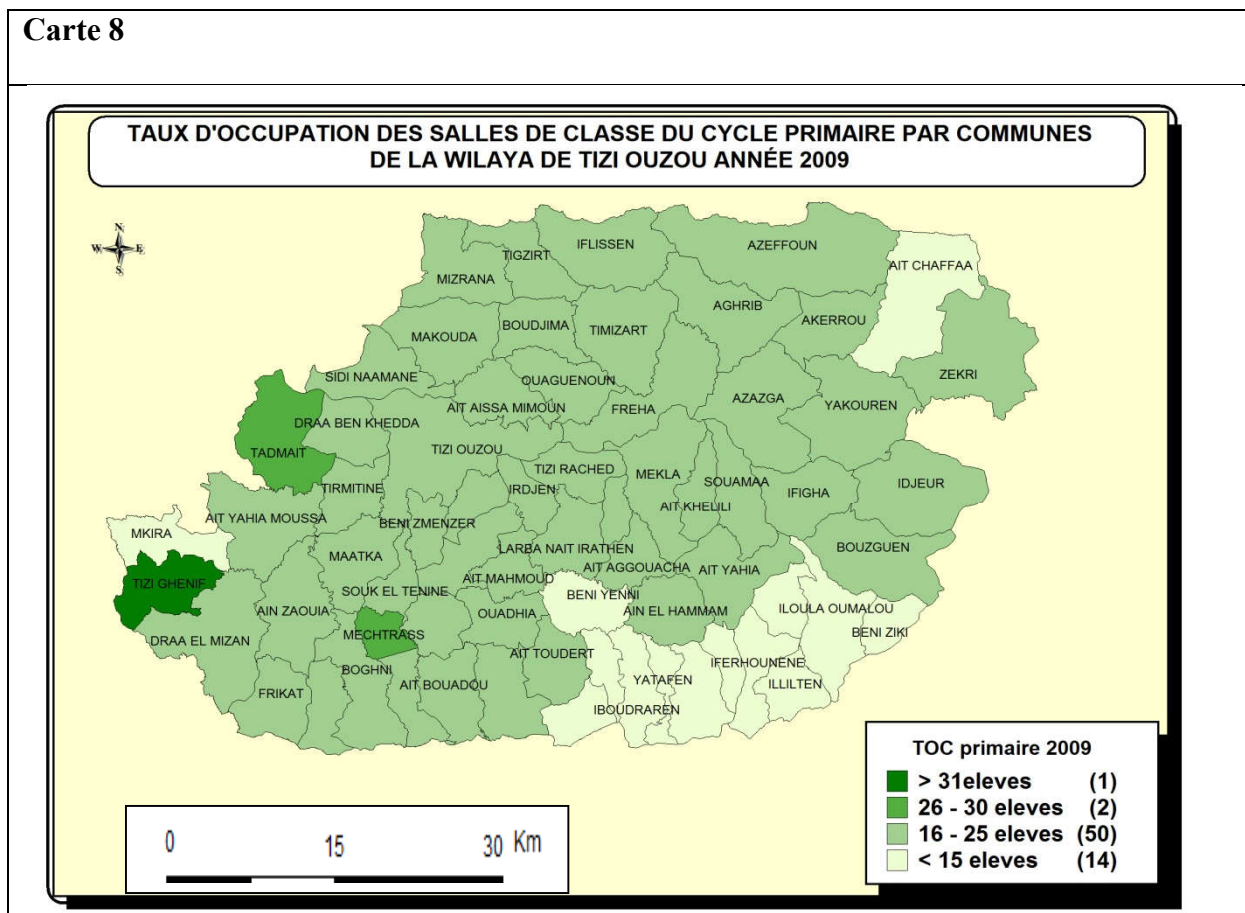 Carte 8
TAUX D'OCCUPATION DES SALLES DE CLASSE DU CYCLE PRIMAIRE PAR COMMUNES
DE LA WILAYA DE TIZI OUZOU ANNÉE 2009
N
W E
S
IFLISSEN
AZEFFOUN
TIGZIRT
AIT CHAFFAA
MIZRANA
AGHRIB
AKERROU
BOUDJIMA
TIMIZART
MAKOUDA
ZEKRI
SIDI NAAMANE
OUAGUENOUN
AZAZGA
YAKOUREN
AIT AISSA MIMOUN
FREHA
DRAA BEN KHEDDA
TADMAIT
TIZI OUZOU
TIZI RACHED
MEKLA
SOUAMAA
IDJEUR
TIRMITINE
IRDJEN
IFIGHA
AIT KHELILI
AIT YAHIA MOUSSA
BENI ZMENZER
MKIRA
MAATKA
LARBA NAIT IRATHEN
BOUZGUEN
AIT AGGOUACHA
AIT YAHIA
TIZI GHENIF
AIT MAHMOUD
SOUK EL TENINE
BENI YENNI
AIN ZAOUIA
OUADHIA
AIN EL HAMMAM
ILOULA OUMALOU
BENI ZIKI
DRAA EL MIZAN
MECHTRASS
AIT TOUDERT
IFERHOUNENE
BOGHNI
YATAFEN
ILLILTEN
FRIKAT
AIT BOUADOU
IBOUDRAREN
TOC primaire 2009
> 31eleves (1)
26 - 30 eleves (2)
16 - 25 eleves (50)
< 15 eleves (14)
0 15 30 Km